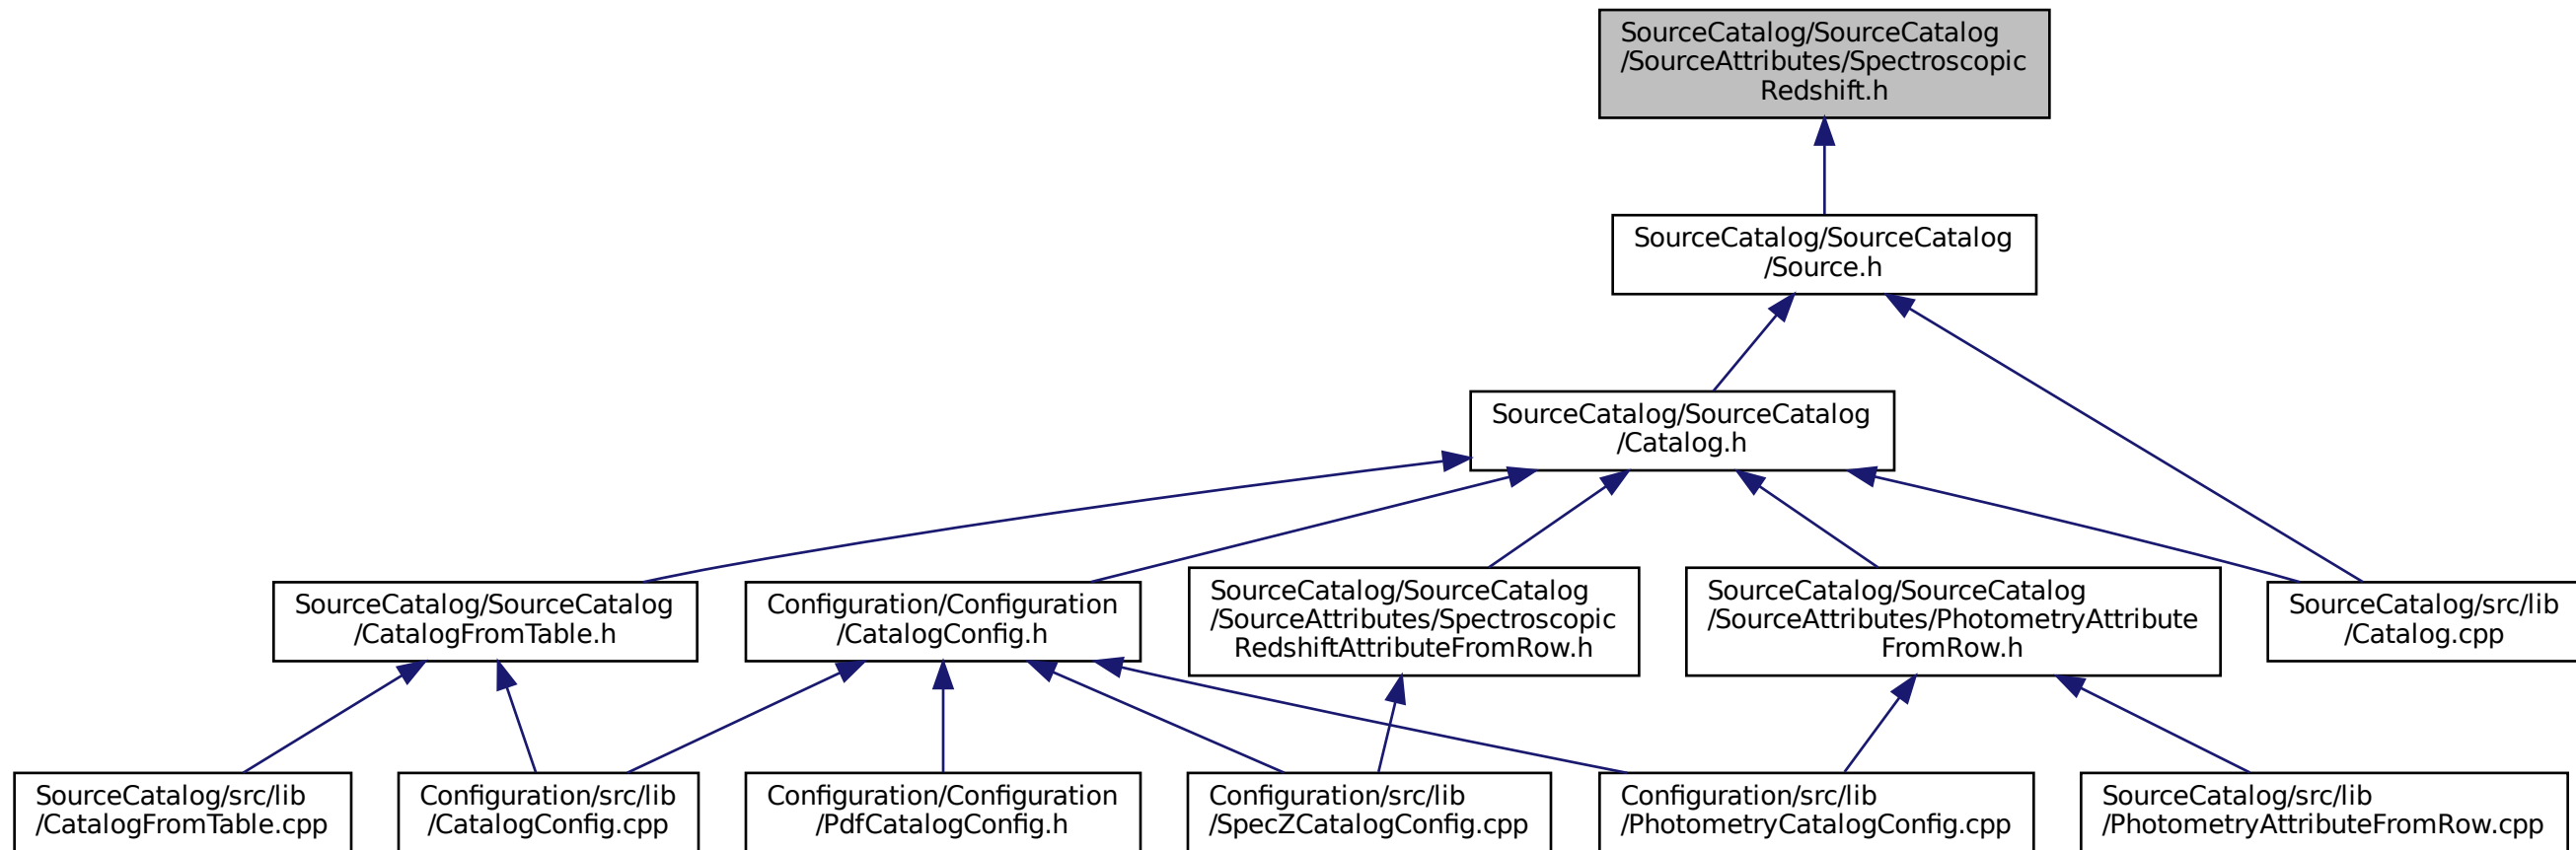 SourceCatalog/SourceCatalog
/SourceAttributes/Spectroscopic
Redshift.h
SourceCatalog/SourceCatalog
/Source.h
SourceCatalog/SourceCatalog
/Catalog.h
SourceCatalog/SourceCatalog
/CatalogFromTable.h
Configuration/Configuration
/CatalogConfig.h
SourceCatalog/SourceCatalog
/SourceAttributes/Spectroscopic
RedshiftAttributeFromRow.h
SourceCatalog/SourceCatalog
/SourceAttributes/PhotometryAttribute
FromRow.h
SourceCatalog/src/lib
/Catalog.cpp
SourceCatalog/src/lib
/CatalogFromTable.cpp
Configuration/src/lib
/CatalogConfig.cpp
Configuration/Configuration
/PdfCatalogConfig.h
Configuration/src/lib
/SpecZCatalogConfig.cpp
Configuration/src/lib
/PhotometryCatalogConfig.cpp
SourceCatalog/src/lib
/PhotometryAttributeFromRow.cpp